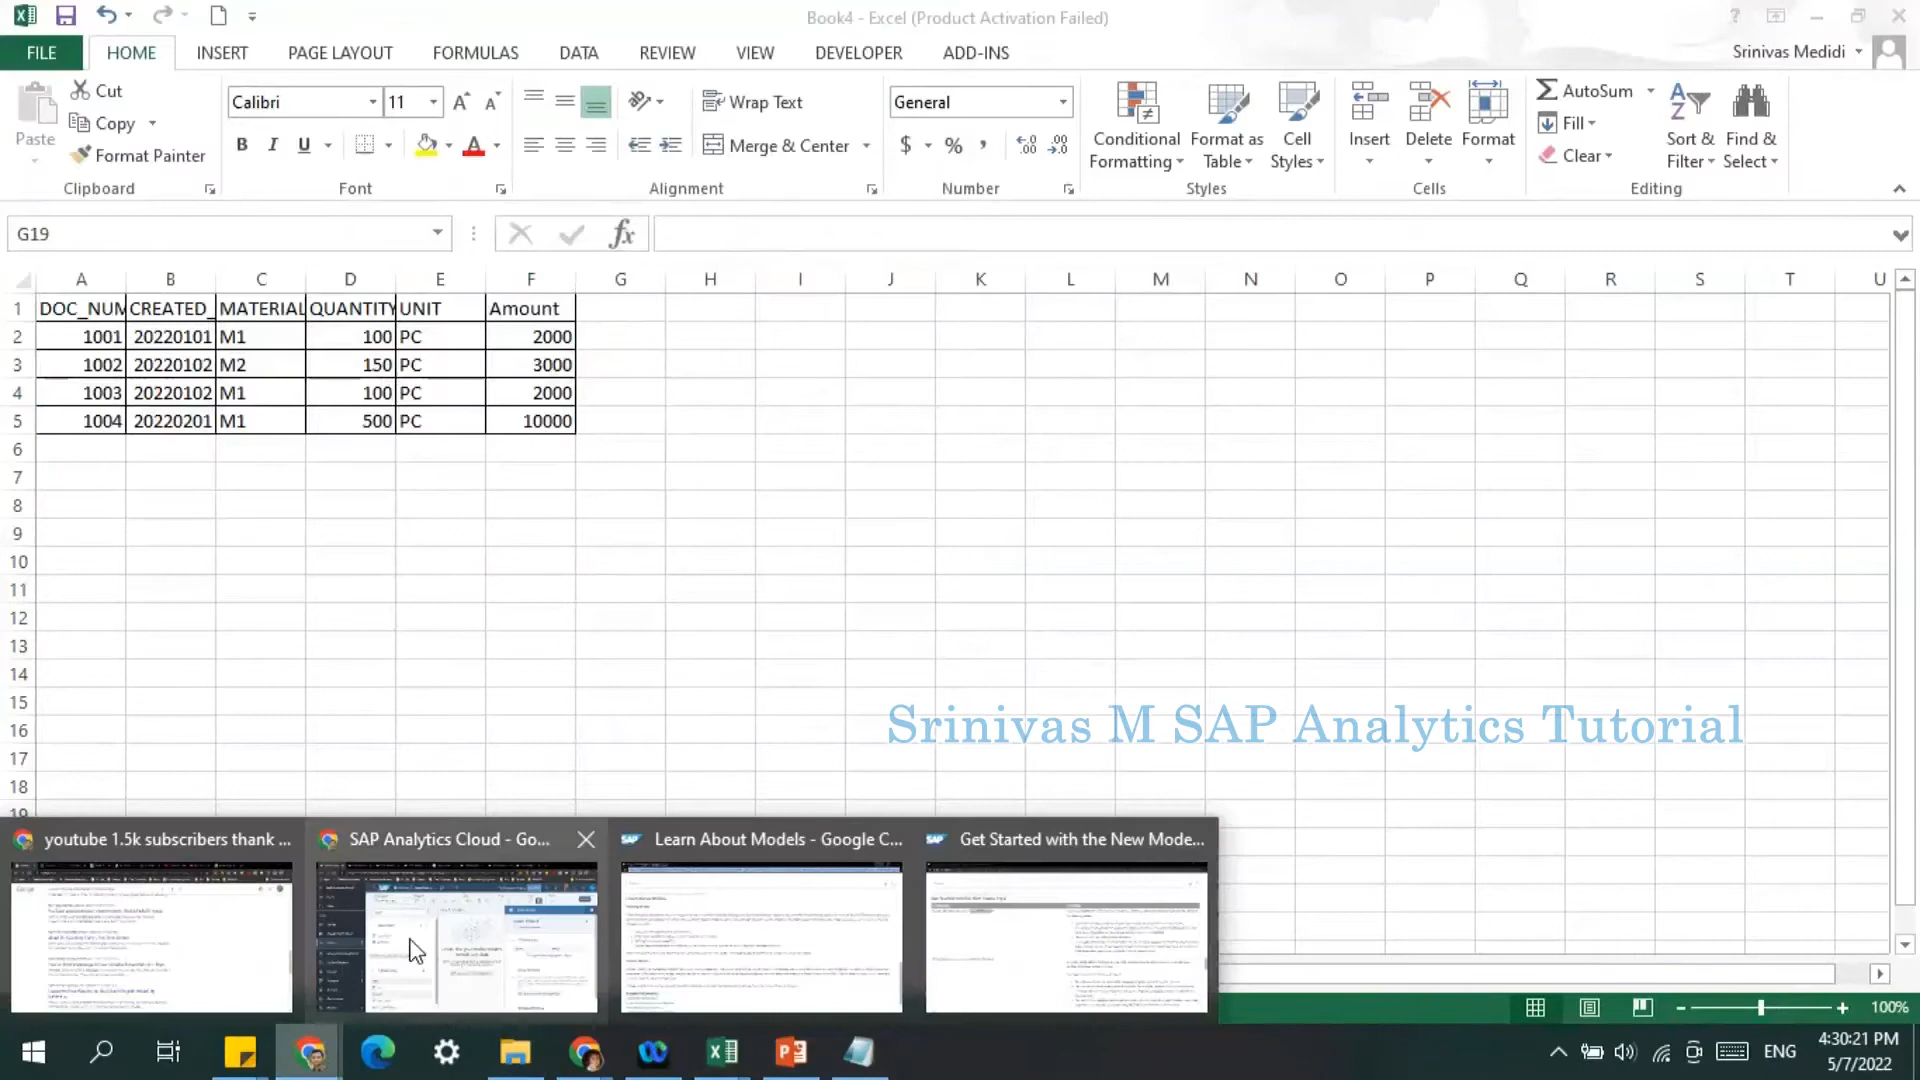 Book4 - Excel (Product Activation Failed)
FILE HOME INSERT PAGE LAYOUT FORMULAS DATA REVIEW VIEW DEVELOPER ADD-INS Srinivas Medidi
Paste Cut Copy Format Painter
Clipboard
Calibri 11
B I U A
Font
Wrap Text
Merge & Center
Alignment
General
$ % ,
Number
Conditional Formatting
Format as Table
Cell Styles
Styles
Insert Delete Format
Cells
AutoSum
Fill
Clear
Sort & Filter
Find & Select
Editing
G19 fx
A B C D E F G H I J K L M N O P Q R S T U
1 DOC_NUM CREATED_ MATERIAL QUANTITY UNIT Amount
2 1001 20220101 M1 100 PC 2000
3 1002 20220102 M2 150 PC 3000
4 1003 20220102 M1 100 PC 2000
5 1004 20220201 M1 500 PC 10000
6
7
8
9
10
11
12
13
14
15
16
17
18
19
Srinivas M SAP Analytics Tutorial
youtube 1.5k subscribers thank ...
SAP Analytics Cloud - Go...
Learn About Models - Google C...
Get Started with the New Mode...
100%
ENG
4:30:21 PM
5/7/2022